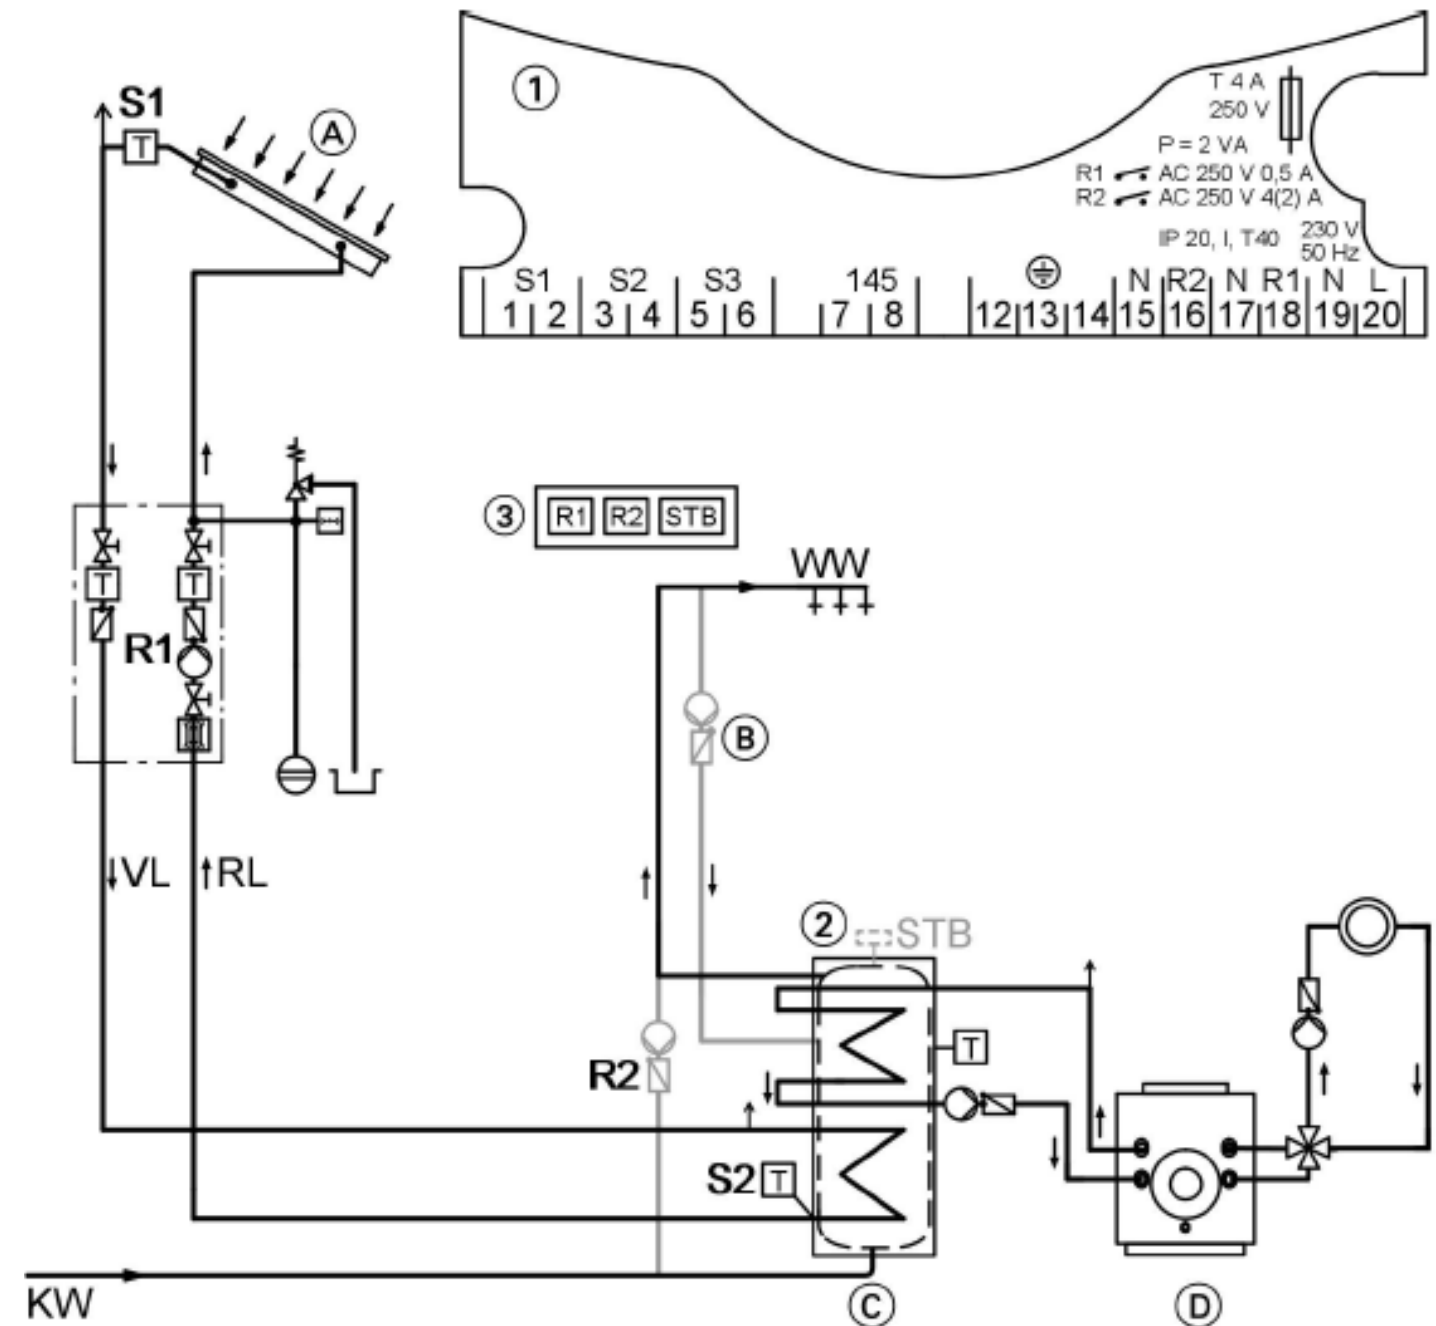 S1
A
1
T 4 A
250 V
P = 2 VA
R1 AC 250 V 0,5 A
R2 AC 250 V 4(2) A
IP 20, I, T40 230 V
50 Hz
S1 S2 S3 145 N R2 N R1 N L
1 2 3 4 5 6 7 8 12 13 14 15 16 17 18 19 20
T
3 R1 R2 STB
WW
T T
R1
B
VL RL
2 STB
T
R2
S2 T
KW
C D